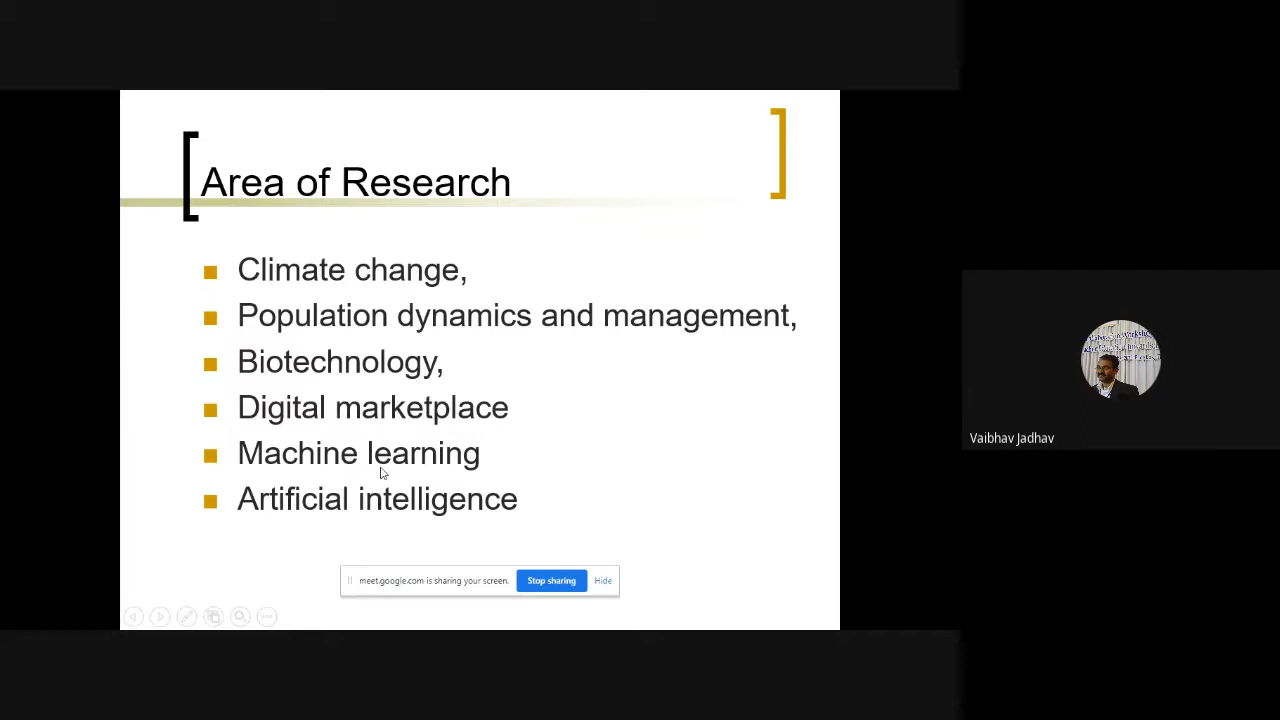 Area of Research
Climate change,
Population dynamics and management,
Biotechnology,
Digital marketplace
Machine learning
Artificial intelligence
meet.google.com is sharing your screen.
Stop sharing
Hide
Vaibhav Jadhav